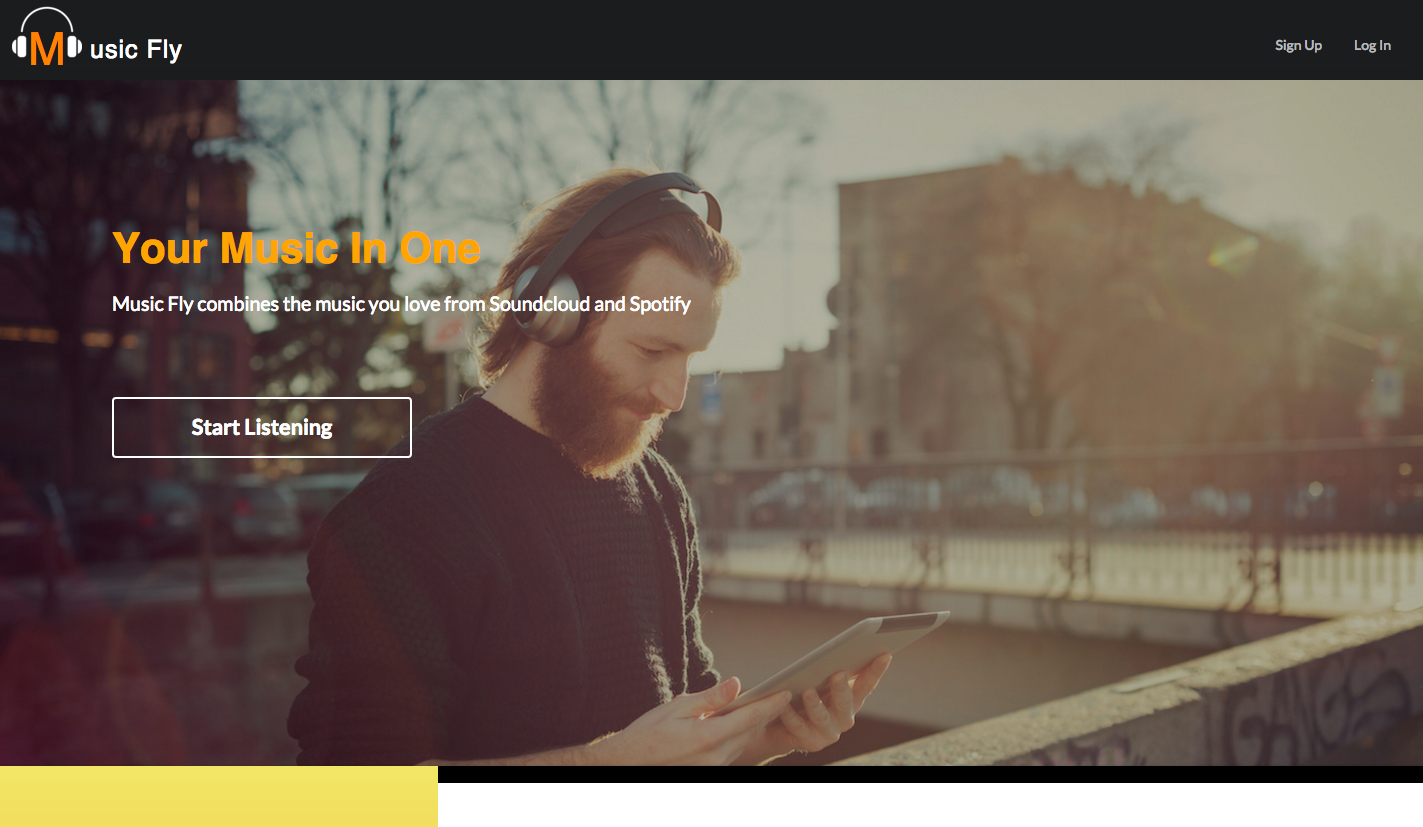 Music Fly
Sign Up
Log In
Your Music In One
Music Fly combines the music you love from Soundcloud and Spotify
Start Listening